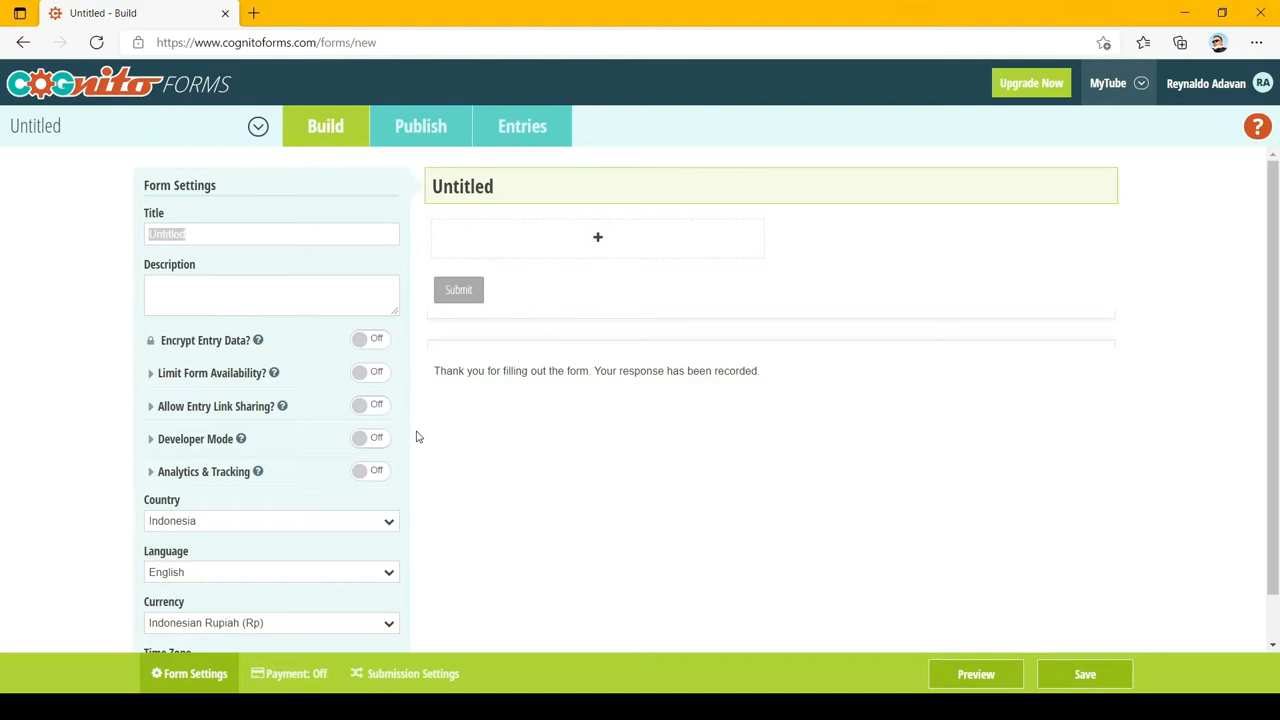 Untitled - Build
https://www.cognitoforms.com/forms/new
COGNITO FORMS
Upgrade Now
MyTube
Reynaldo Adavan
RA
Untitled
Build
Publish
Entries
?
Form Settings
Title
Untitled
Description
Encrypt Entry Data? ?
Off
Limit Form Availability? ?
Off
Allow Entry Link Sharing? ?
Off
Developer Mode ?
Off
Analytics & Tracking ?
Off
Country
Indonesia
Language
English
Currency
Indonesian Rupiah (Rp)
Time Zone
Untitled
+
Submit
Thank you for filling out the form. Your response has been recorded.
Form Settings
Payment: Off
Submission Settings
Preview
Save